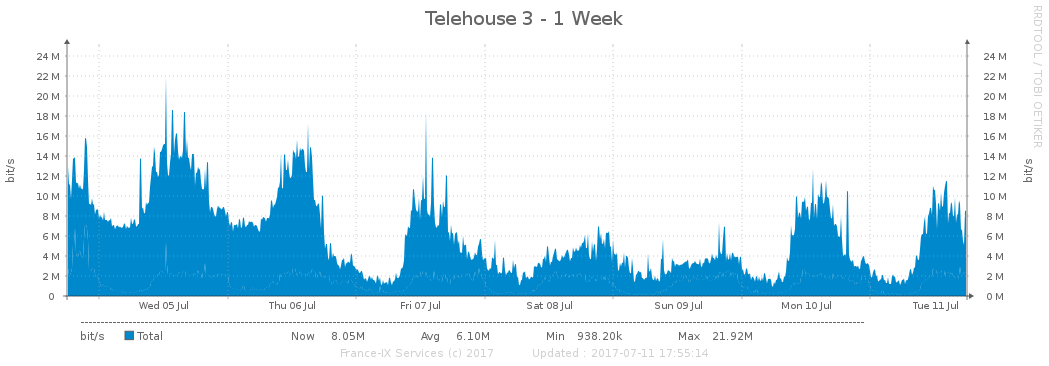 Telehouse 3 - 1 Week
RRDTOOL / TOBI OETIKER
bit/s
24 M 24 M
22 M 22 M
20 M 20 M
18 M 18 M
16 M 16 M
14 M 14 M
12 M 12 M
10 M 10 M
8 M 8 M
6 M 6 M
4 M 4 M
2 M 2 M
0 0 M
bit/s
Wed 05 Jul Thu 06 Jul Fri 07 Jul Sat 08 Jul Sun 09 Jul Mon 10 Jul Tue 11 Jul
bit/s Total Now 8.05M Avg 6.10M Min 938.20k Max 21.92M
France-IX Services (c) 2017 Updated : 2017-07-11 17:55:14